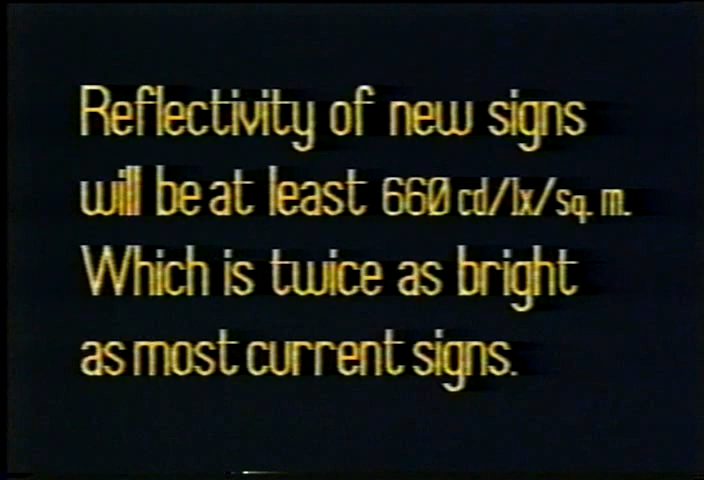 Reflectivity of new signs
will be at least 660 cd/lx/sq. m.
Which is twice as bright
as most current signs.